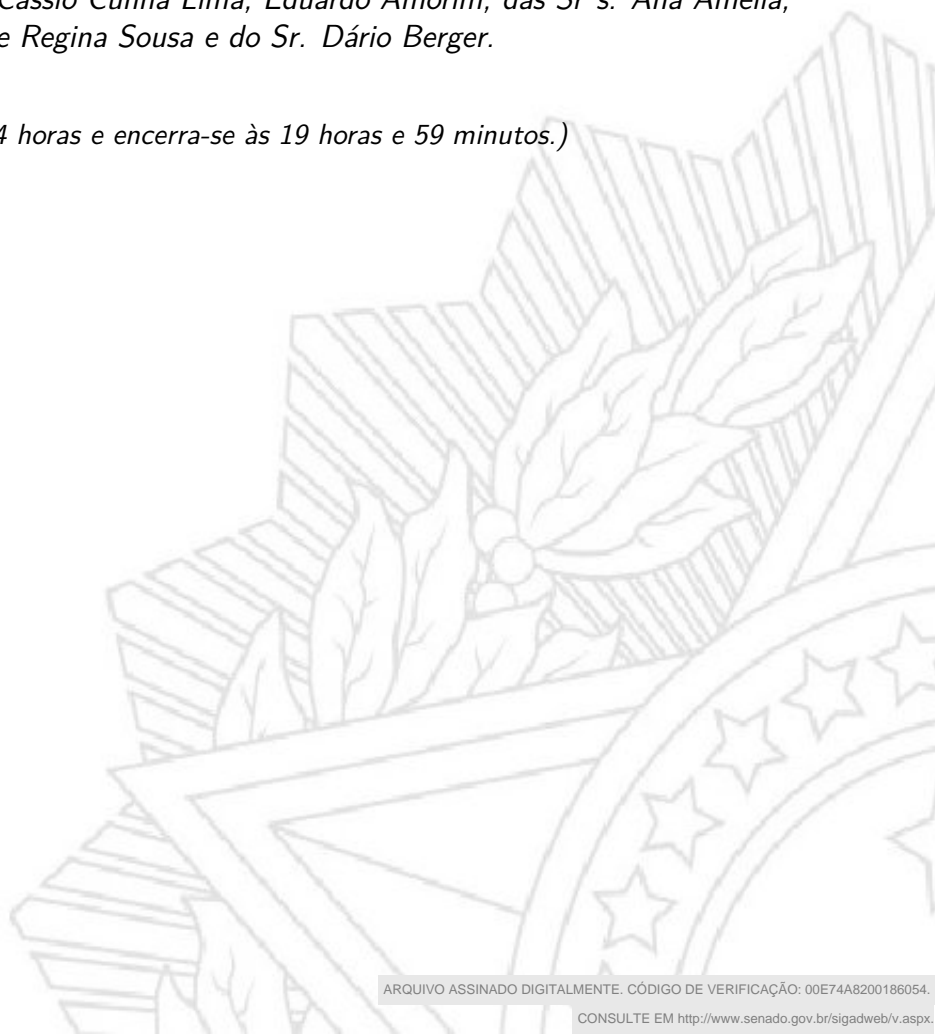 Cássio Cunha Lima, Eduardo Amorim, das Srªs. Ana Amélia,
e Regina Sousa e do Sr. Dário Berger.
4 horas e encerra-se às 19 horas e 59 minutos.)
ARQUIVO ASSINADO DIGITALMENTE. CÓDIGO DE VERIFICAÇÃO: 00E74A8200186054.
CONSULTE EM http://www.senado.gov.br/sigadweb/v.aspx.